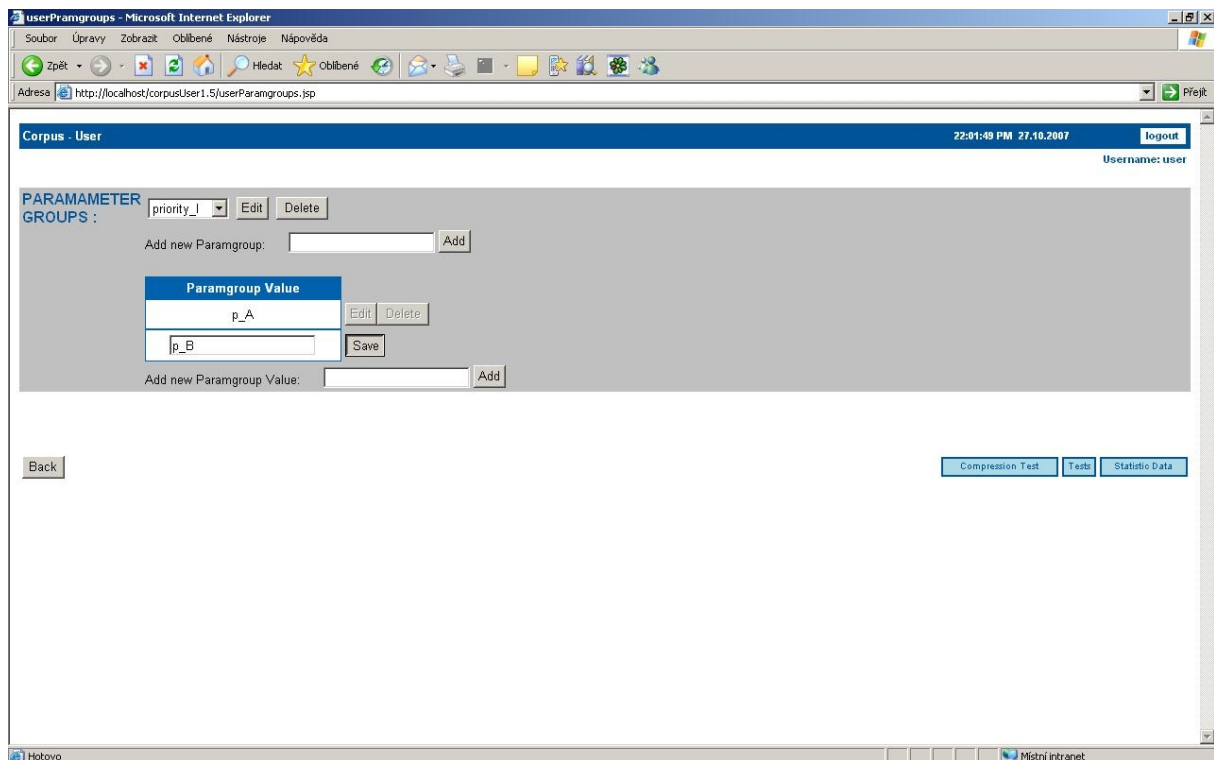 userPramgroups - Microsoft Internet Explorer
Soubor Úpravy Zobrazit Oblíbené Nástroje Nápověda
Zpět Hledat Oblíbené
Adresa http://localhost/corpusUser1.5/userParamgroups.jsp Přejít
Corpus - User 22:01:49 PM 27.10.2007 logout
Username: user
PARAMAMETER
GROUPS : priority_I Edit Delete
Add new Paramgroup: Add
Paramgroup Value
p_A Edit Delete
p_B Save
Add new Paramgroup Value: Add
Back Compression Test Tests Statistic Data
Hotovo Místní intranet